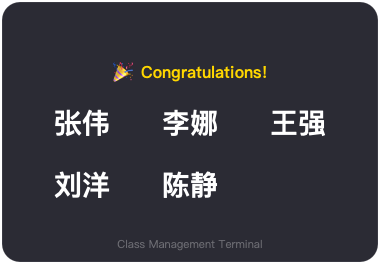 🎉 Congratulations!
张伟 李娜 王强
刘洋 陈静
Class Management Terminal